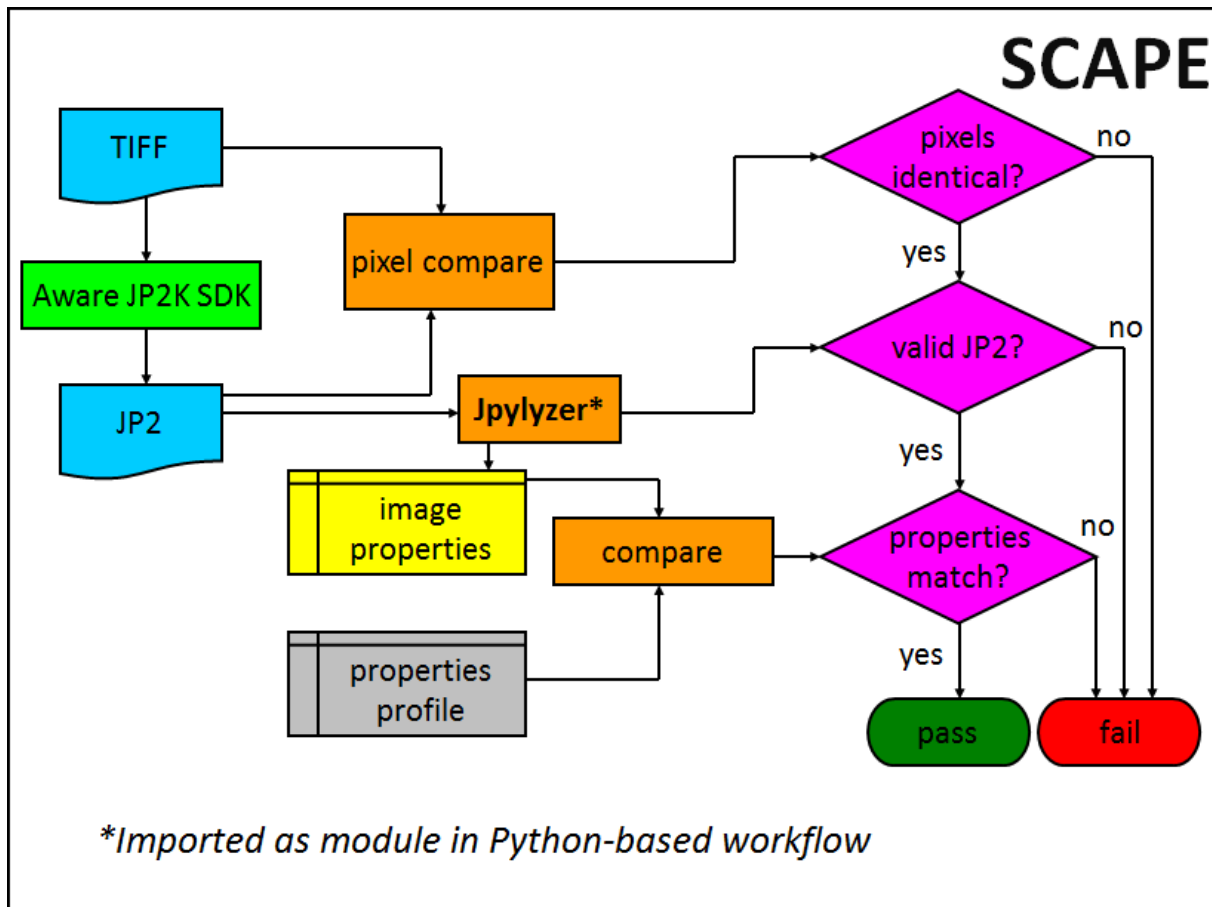 SCAPE
TIFF
pixels
identical?
no
pixel compare
yes
Aware JP2K SDK
valid JP2?
no
JP2
Jpylyzer*
yes
image
properties
compare
properties
match?
no
properties
profile
yes
pass
fail
*Imported as module in Python-based workflow